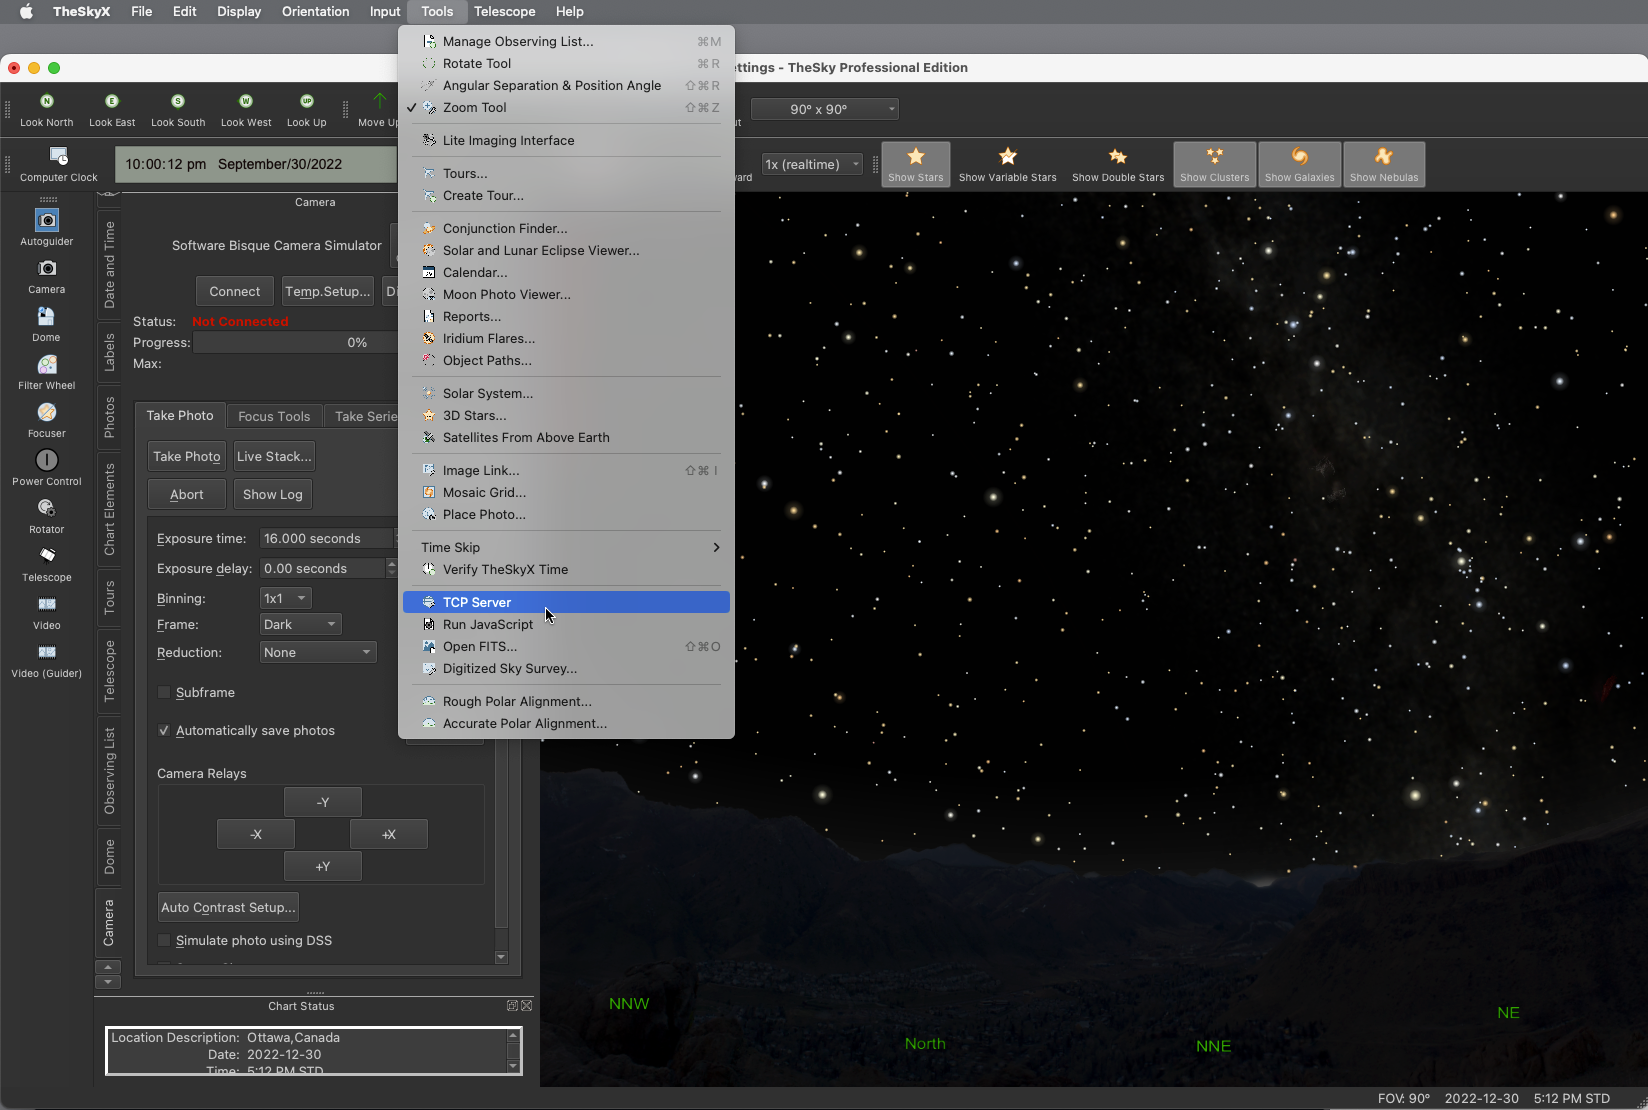 TheSkyX File Edit Display Orientation Input Tools Telescope Help
ettings - TheSky Professional Edition
Manage Observing List... ⌘M
Rotate Tool ⌘R
Angular Separation & Position Angle ⇧⌘R
✓ Zoom Tool ⇧⌘Z
Lite Imaging Interface
Tours...
Create Tour...
Conjunction Finder...
Solar and Lunar Eclipse Viewer...
Calendar...
Moon Photo Viewer...
Reports...
Iridium Flares...
Object Paths...
Solar System...
3D Stars...
Satellites From Above Earth
Image Link... ⇧⌘I
Mosaic Grid...
Place Photo...
Time Skip
Verify TheSkyX Time
TCP Server
Run JavaScript
Open FITS... ⇧⌘O
Digitized Sky Survey...
Rough Polar Alignment...
Accurate Polar Alignment...
N E S W UP
Look North Look East Look South Look West Look Up Move Up
90° x 90°
Computer Clock
10:00:12 pm September/30/2022
1x (realtime)
Show Stars Show Variable Stars Show Double Stars Show Clusters Show Galaxies Show Nebulas
Autoguider
Camera
Dome
Filter Wheel
Focuser
Power Control
Rotator
Telescope
Video
Video (Guider)
Date and Time
Labels
Photos
Chart Elements
Tours
Telescope
Observing List
Dome
Camera
Camera
Software Bisque Camera Simulator
Connect Temp.Setup... Di
Status: Not Connected
Progress: 0%
Max:
Take Photo Focus Tools Take Serie
Take Photo Live Stack...
Abort Show Log
Exposure time: 16.000 seconds
Exposure delay: 0.00 seconds
Binning: 1x1
Frame: Dark
Reduction: None
Subframe
Automatically save photos
Camera Relays
-Y
-X +X
+Y
Auto Contrast Setup...
Simulate photo using DSS
Chart Status
Location Description: Ottawa,Canada
Date: 2022-12-30
Time: 5:12 PM STD
NNW
North
NNE
NE
FOV: 90° 2022-12-30 5:12 PM STD